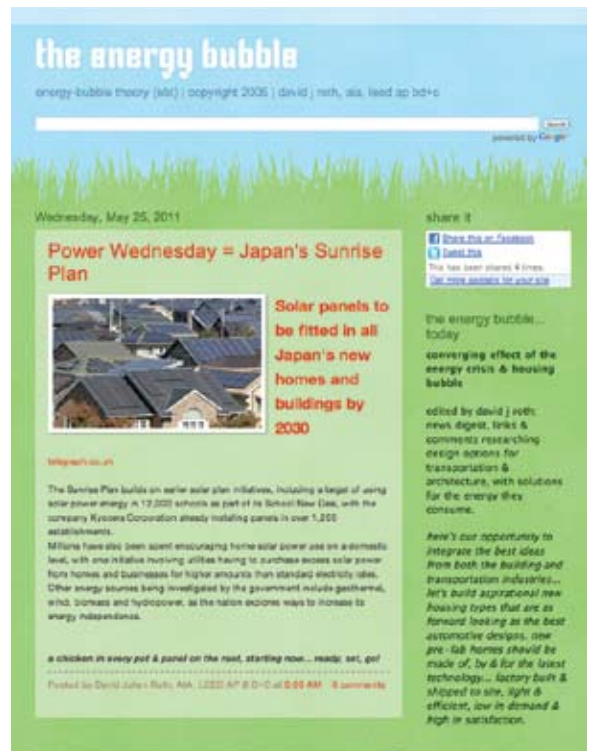 the energy bubble
energy-bubble theory (ebt) | copyright 2006 | david j roth, aia, leed ap bd+c
Search
powered by Google
Wednesday, May 25, 2011
Power Wednesday = Japan's Sunrise
Plan
Solar panels to
be fitted in all
Japan's new
homes and
buildings by
2030
telegraph.co.uk
The Sunrise Plan builds on earlier solar plan initiatives, including a target of using
solar power energy in 12,000 schools as part of its School New Deal, with the
company Kyocera Corporation already installing panels in over 1,200
establishments.
Millions have also been spent encouraging home solar power use on a domestic
level, with one initiative involving utilities having to purchase excess solar power
from homes and businesses for higher amounts than standard electricity rates.
Other energy sources being investigated by the government include geothermal,
wind, biomass and hydropower, as the nation explores ways to increase its
energy independence.
a chicken in every pot & panel on the roof, starting now... ready, set, go!
Posted by David Julian Roth, AIA, LEED AP B D+C at 5:00 AM 0 comments
share it
Share this on Facebook
Tweet this
This has been shared 4 times.
Get more gadgets for your site
the energy bubble...
today
converging effect of the
energy crisis & housing
bubble
edited by david j roth:
news digest, links &
comments researching
design options for
transportation &
architecture, with solutions
for the energy they
consume.
here's our opportunity to
integrate the best ideas
from both the building and
transportation industries...
let's build aspirational new
housing types that are as
forward looking as the best
automotive designs. new
pre-fab homes should be
made of, by & for the latest
technology... factory built &
shipped to site, light &
efficient, low in demand &
high in satisfaction.